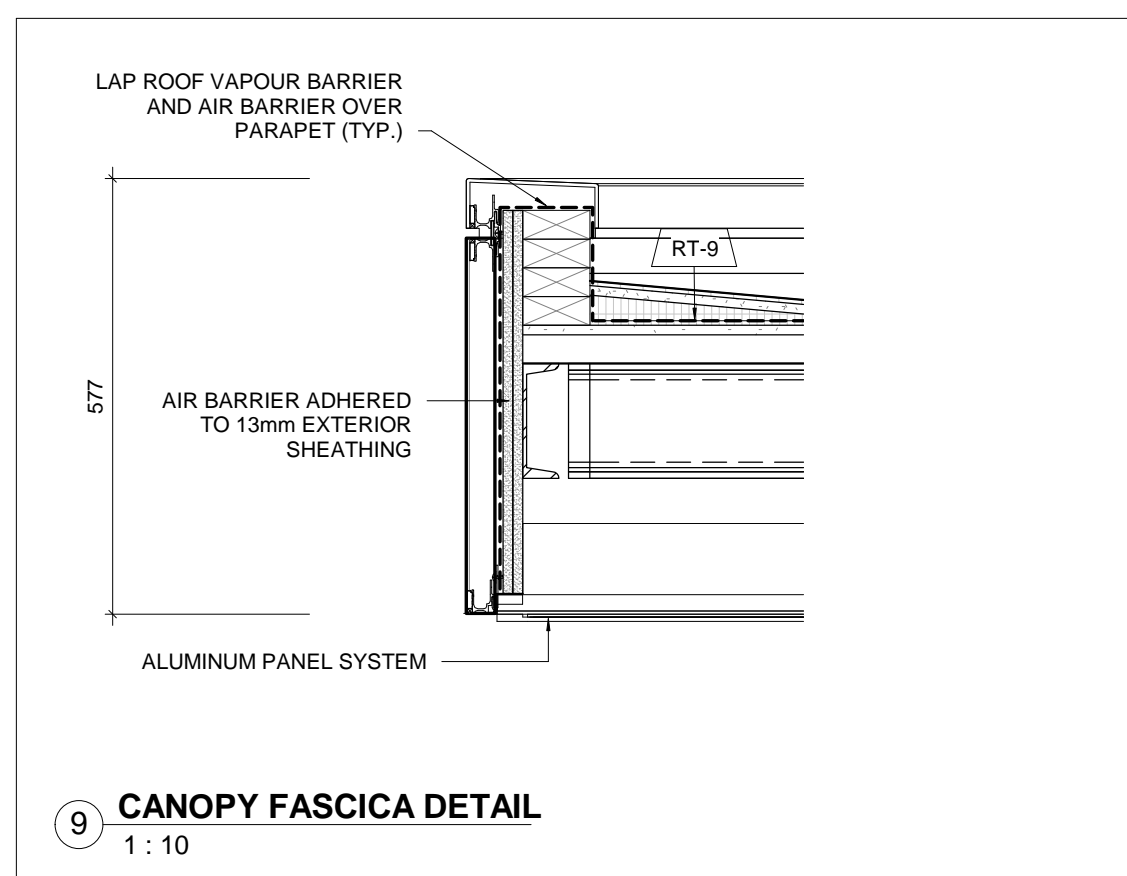 LAP ROOF VAPOUR BARRIER
AND AIR BARRIER OVER
PARAPET (TYP.)
RT-9
577
AIR BARRIER ADHERED
TO 13mm EXTERIOR
SHEATHING
ALUMINUM PANEL SYSTEM
9
CANOPY FASCICA DETAIL
1 : 10